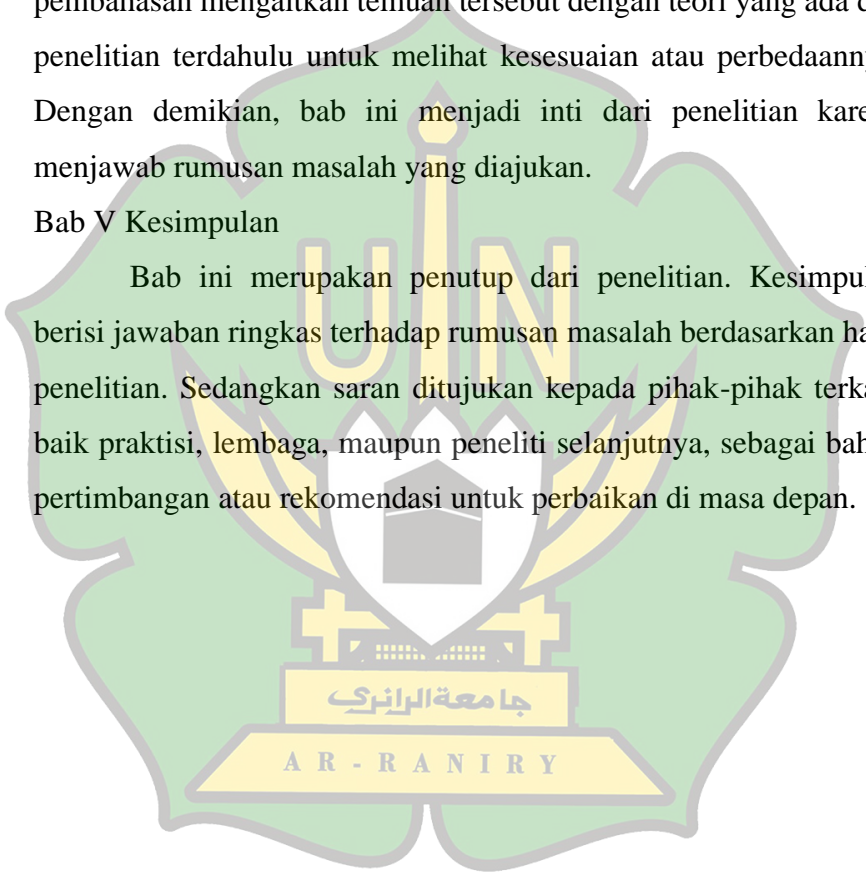 pembahasan mengaitkan temuan tersebut dengan teori yang ada d
penelitian terdahulu untuk melihat kesesuaian atau perbedaanny
Dengan demikian, bab ini menjadi inti dari penelitian kare
menjawab rumusan masalah yang diajukan.
Bab V Kesimpulan
Bab ini merupakan penutup dari penelitian. Kesimpul
berisi jawaban ringkas terhadap rumusan masalah berdasarkan ha
penelitian. Sedangkan saran ditujukan kepada pihak-pihak terka
baik praktisi, lembaga, maupun peneliti selanjutnya, sebagai bah
pertimbangan atau rekomendasi untuk perbaikan di masa depan.
UIN
جامعةالرانري
AR-RANIRY